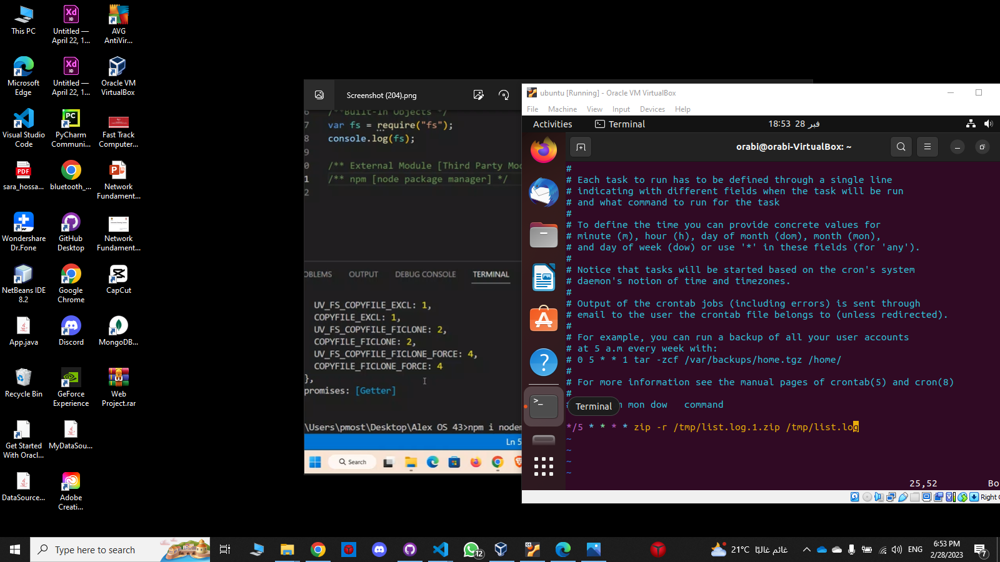 This PC
Untitled —
April 22, 1...
AVG
AntiVir...
Microsoft
Edge
Untitled —
April 22, 1...
Oracle VM
VirtualBox
Visual Studio
Code
PyCharm
Communi...
Fast Track
Computer...
sara_hossa...
bluetooth_...
Network
Fundament...
Wondershare
Dr.Fone
GitHub
Desktop
Network
Fundament...
NetBeans IDE
8.2
Google
Chrome
CapCut
App.java
Discord
MongoDB...
Recycle Bin
GeForce
Experience
Web
Project.rar
Get Started
With Oracl...
MyDataSou...
DataSource...
Adobe
Creati...
Screenshot (204).png
6 /**Built-in Objects */
7 var fs = require("fs");
8 console.log(fs);
9
0 /** External Module [Third Party Mod
1 /** npm [node package manager] */
2
OBLEMS OUTPUT DEBUG CONSOLE TERMINAL
UV_FS_COPYFILE_EXCL: 1,
COPYFILE_EXCL: 1,
UV_FS_COPYFILE_FICLONE: 2,
COPYFILE_FICLONE: 2,
UV_FS_COPYFILE_FICLONE_FORCE: 4,
COPYFILE_FICLONE_FORCE: 4
},
promises: [Getter]
\Users\pmost\Desktop\Alex OS 43>npm i nodem
Ln 5
Search
ubuntu [Running] - Oracle VM VirtualBox
File Machine View Input Devices Help
Activities Terminal 18:53 28 فبر
orabi@orabi-VirtualBox: ~
#
# Each task to run has to be defined through a single line
# indicating with different fields when the task will be run
# and what command to run for the task
#
# To define the time you can provide concrete values for
# minute (m), hour (h), day of month (dom), month (mon),
# and day of week (dow) or use '*' in these fields (for 'any').
#
# Notice that tasks will be started based on the cron's system
# daemon's notion of time and timezones.
#
# Output of the crontab jobs (including errors) is sent through
# email to the user the crontab file belongs to (unless redirected).
#
# For example, you can run a backup of all your user accounts
# at 5 a.m every week with:
# 0 5 * * 1 tar -zcf /var/backups/home.tgz /home/
#
# For more information see the manual pages of crontab(5) and cron(8)
#
Terminal
mon dow command
*/5 * * * * zip -r /tmp/list.log.1.zip /tmp/list.log
~
~
~
~
25,52 Bo
Right C
Type here to search
12
21°C غائم غالبًا
ENG
6:53 PM
2/28/2023
7